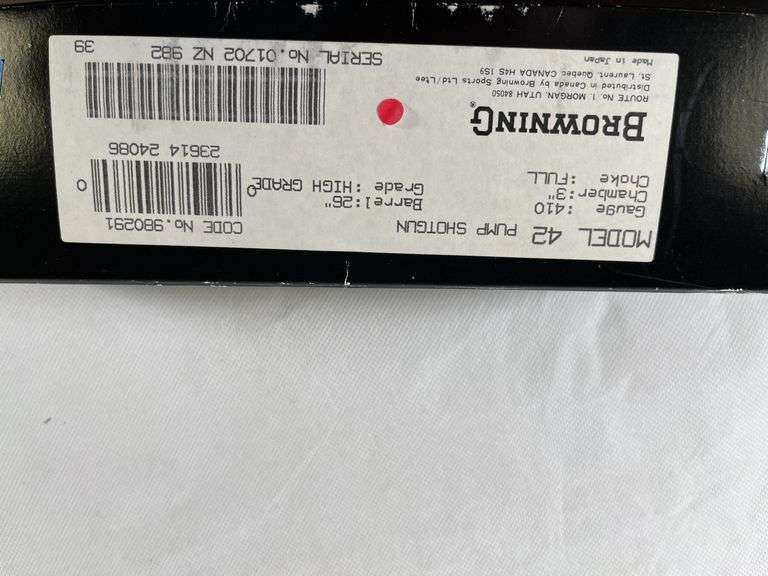 MODEL 42 PUMP SHOTGUN
CODE No. 980291
Gauge :410
Barrel:26"
Chamber:3"
Grade :HIGH GRADE
Choke :FULL
0
0
23614 24086
BROWNING®
ROUTE No. 1, MORGAN, UTAH 84050
Distributed in Canada by Browning Sports Ltd/Ltee
St. Laurent, Quebec CANADA H4S 1S9
Made in Japan
SERIAL No.01702 NZ 982
39